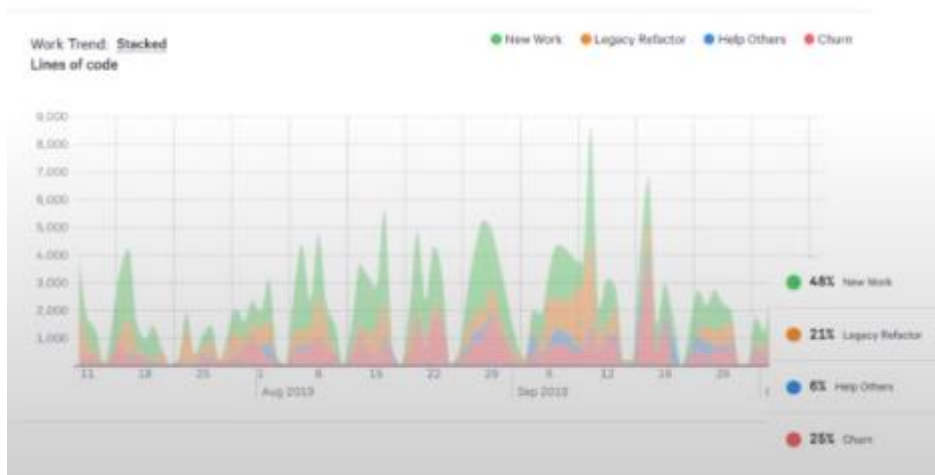 Work Trend: Stacked
Lines of code
New Work Legacy Refactor Help Others Churn
9,000
8,000
7,000
6,000
5,000
4,000
3,000
2,000
1,000
11 18 25 1 8 15 22 29 5 12 19 26
Aug 2019 Sep 2019
48% New Work
21% Legacy Refactor
6% Help Others
25% Churn